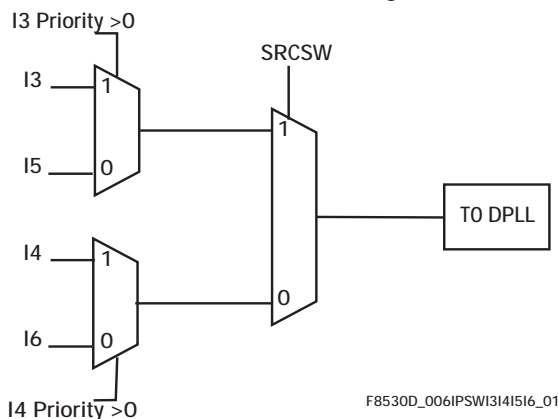 I3 Priority >0
SRCSW
I3
1
1
I5
0
T0 DPLL
I4
1
0
I6
0
I4 Priority >0
F8530D_006IPSWI3I4I5I6_01